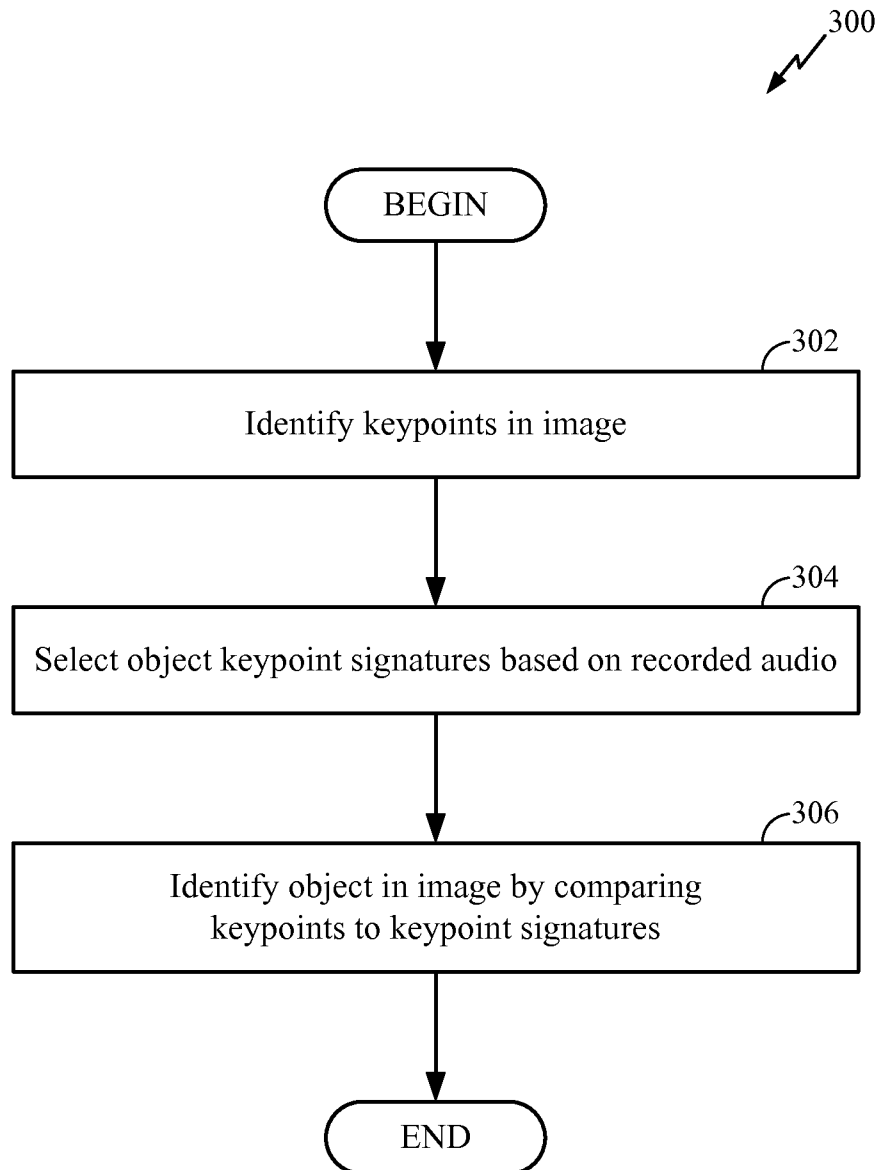 300
BEGIN
302
Identify keypoints in image
304
Select object keypoint signatures based on recorded audio
306
Identify object in image by comparing
keypoints to keypoint signatures
END